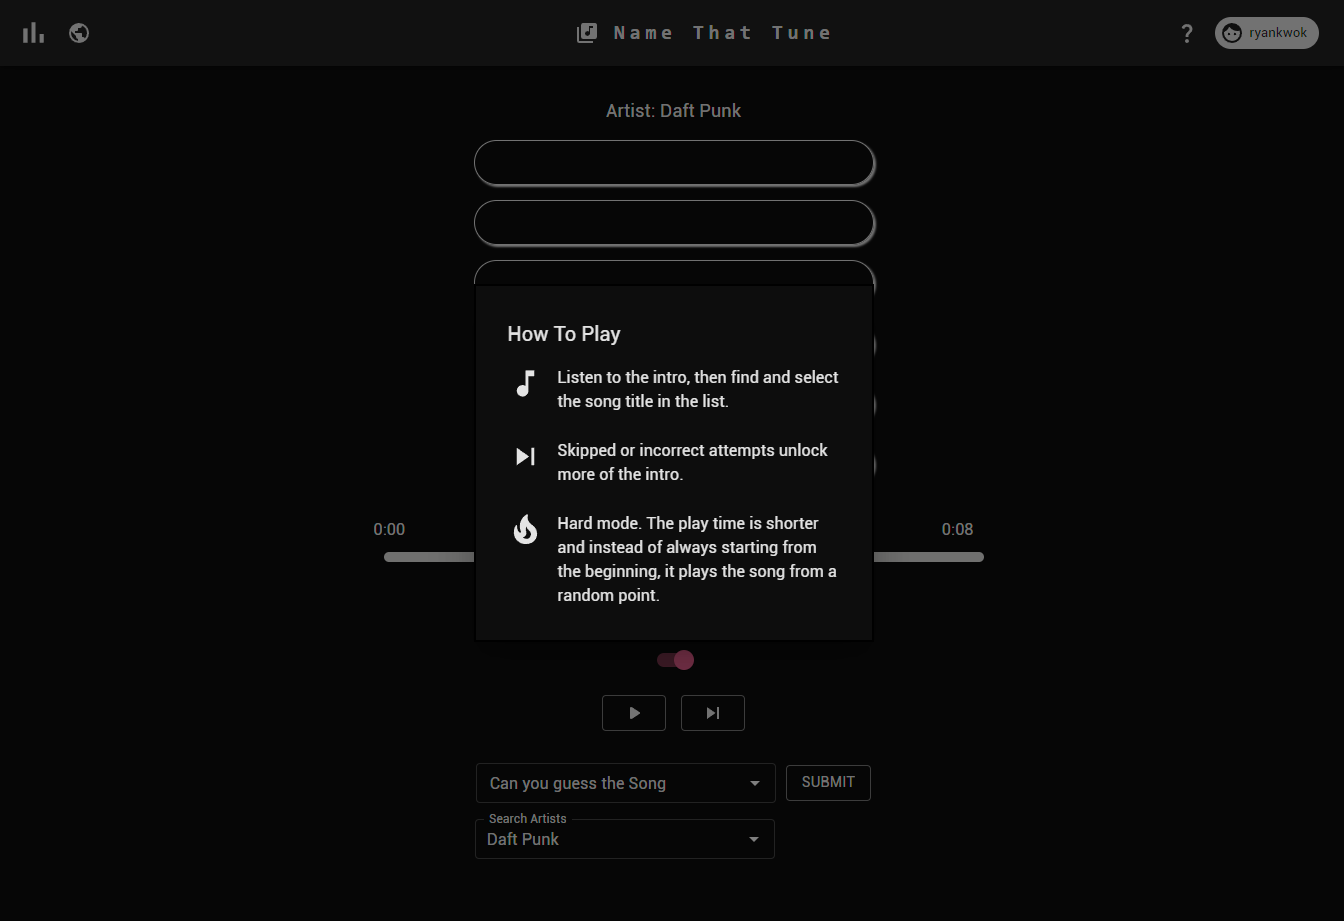 Name That Tune
?
ryankwok
Artist: Daft Punk
How To Play
Listen to the intro, then find and select
the song title in the list.
Skipped or incorrect attempts unlock
more of the intro.
Hard mode. The play time is shorter
and instead of always starting from
the beginning, it plays the song from a
random point.
0:00
0:08
Can you guess the Song
SUBMIT
Search Artists
Daft Punk